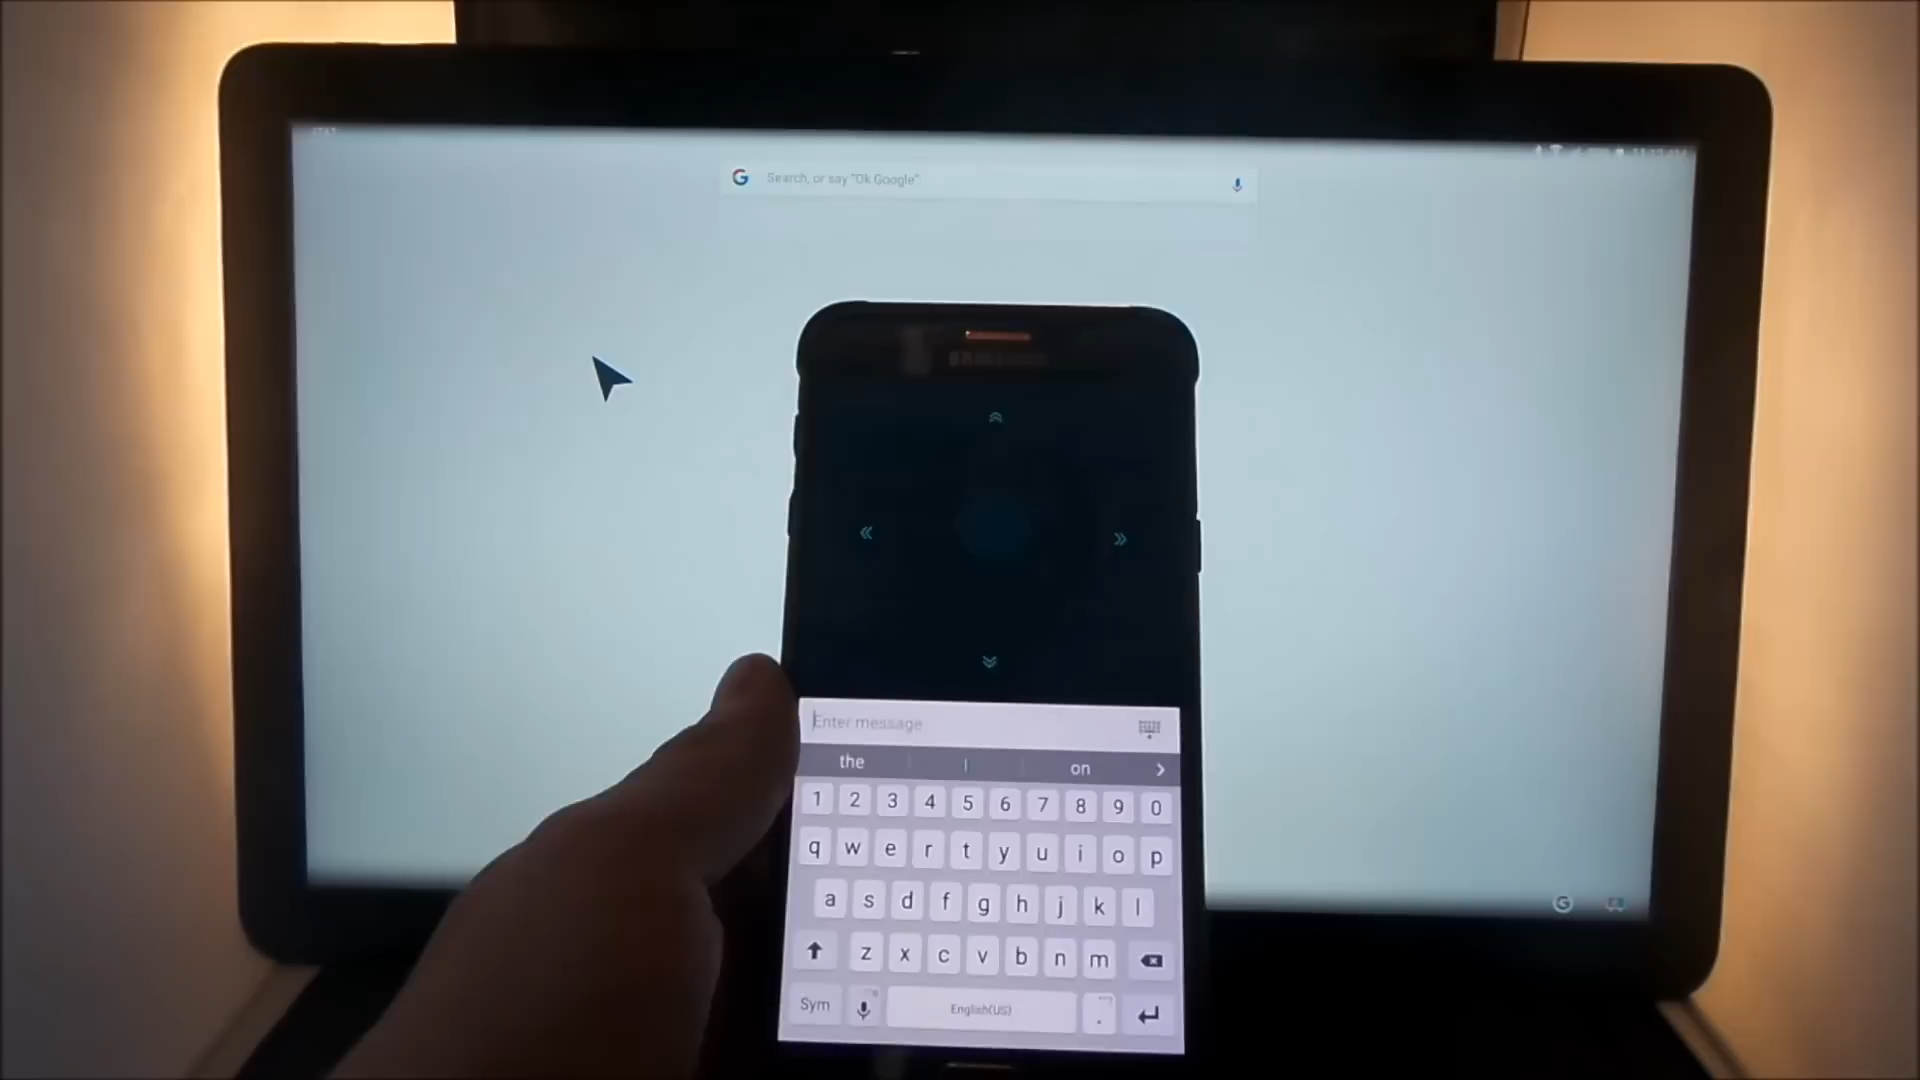 Search, or say "Ok Google"
SAMSUNG
Enter message
the | on
1 2 3 4 5 6 7 8 9 0
q w e r t y u i o p
a s d f g h j k l
z x c v b n m
Sym English(US) .